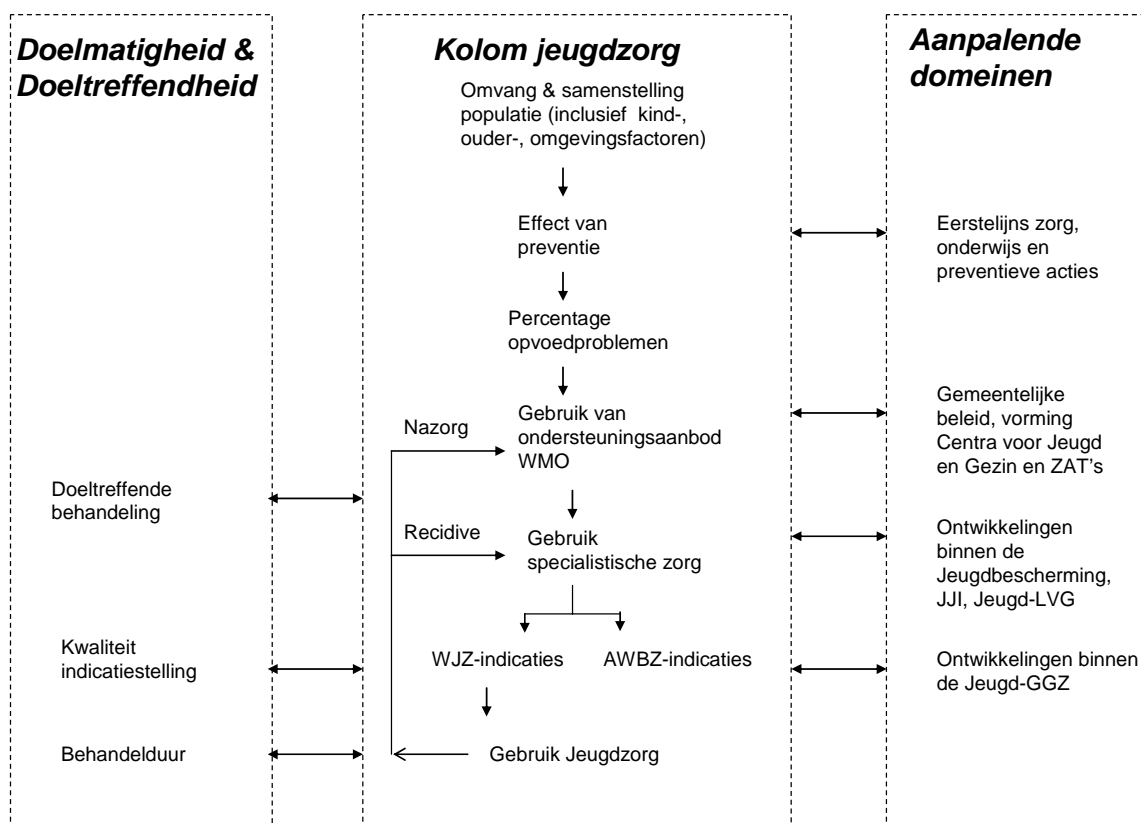 Doelmatigheid &
Doeltreffendheid
Doeltreffende
behandeling
Kwaliteit
indicatiestelling
Behandelduur
Kolom jeugdzorg
Omvang & samenstelling
populatie (inclusief kind-,
ouder-, omgevingsfactoren)
Effect van
preventie
Percentage
opvoedproblemen
Nazorg
Gebruik van
ondersteuningsaanbod
WMO
Recidive
Gebruik
specialistische zorg
WJZ-indicaties
AWBZ-indicaties
Gebruik Jeugdzorg
Aanpalende
domeinen
Eerstelijns zorg,
onderwijs en
preventieve acties
Gemeentelijke
beleid, vorming
Centra voor Jeugd
en Gezin en ZAT's
Ontwikkelingen
binnen de
Jeugdbescherming,
JJI, Jeugd-LVG
Ontwikkelingen binnen
de Jeugd-GGZ